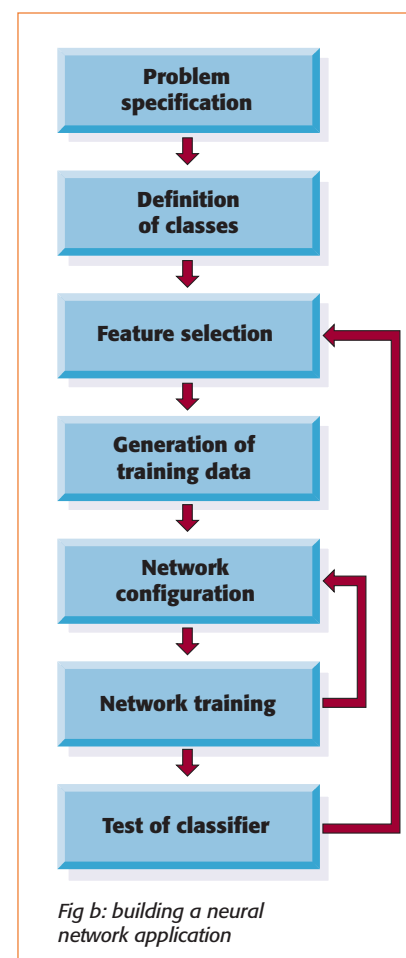 Problem
specification
Definition
of classes
Feature selection
Generation of
training data
Network
configuration
Network training
Test of classifier
Fig b: building a neural
network application